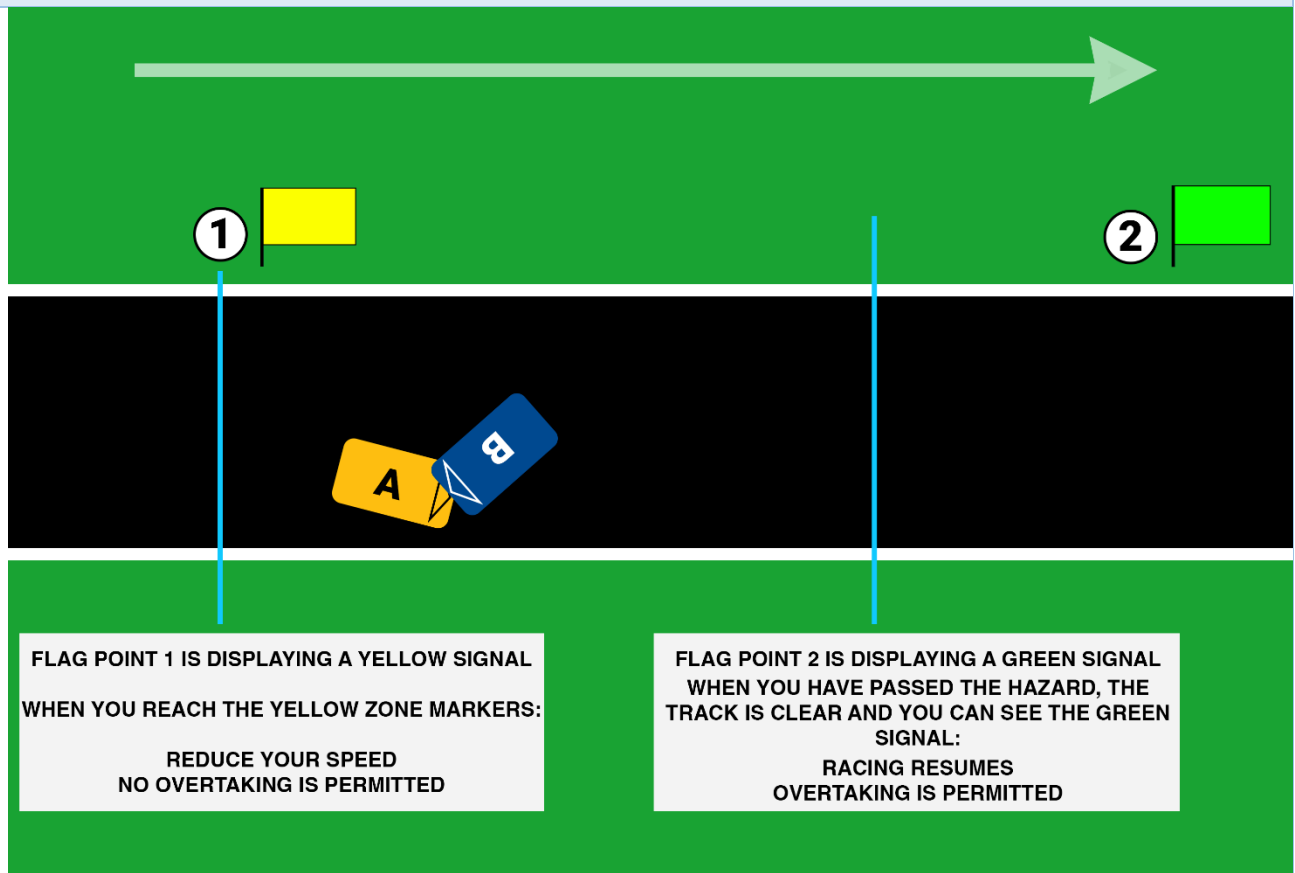 1
2
A
B
FLAG POINT 1 IS DISPLAYING A YELLOW SIGNAL
WHEN YOU REACH THE YELLOW ZONE MARKERS:
REDUCE YOUR SPEED
NO OVERTAKING IS PERMITTED
FLAG POINT 2 IS DISPLAYING A GREEN SIGNAL
WHEN YOU HAVE PASSED THE HAZARD, THE
TRACK IS CLEAR AND YOU CAN SEE THE GREEN
SIGNAL:
RACING RESUMES
OVERTAKING IS PERMITTED